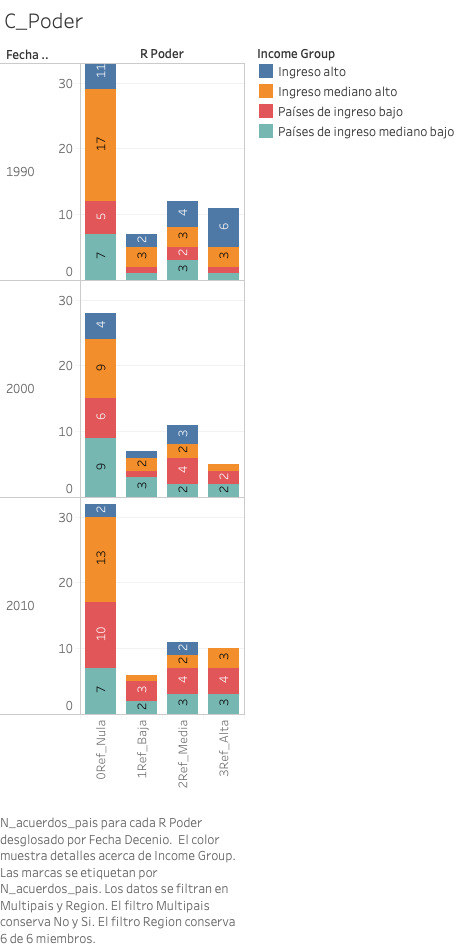 C_Poder
Fecha ..
R Poder
Income Group
Ingreso alto
Ingreso mediano alto
Países de ingreso bajo
Países de ingreso mediano bajo
1990
30
20
10
0
11
17
5
7
2
3
4
3
2
3
6
3
2000
30
20
10
0
4
9
6
9
2
3
3
2
4
2
2
2
2010
30
20
10
0
2
13
10
7
3
2
2
2
4
3
3
4
3
0Ref_Nula
1Ref_Baja
2Ref_Media
3Ref_Alta
N_acuerdos_pais para cada R Poder
desglosado por Fecha Decenio.  El color
muestra detalles acerca de Income Group.
Las marcas se etiquetan por
N_acuerdos_pais. Los datos se filtran en
Multipais y Region. El filtro Multipais
conserva No y Si. El filtro Region conserva
6 de 6 miembros.